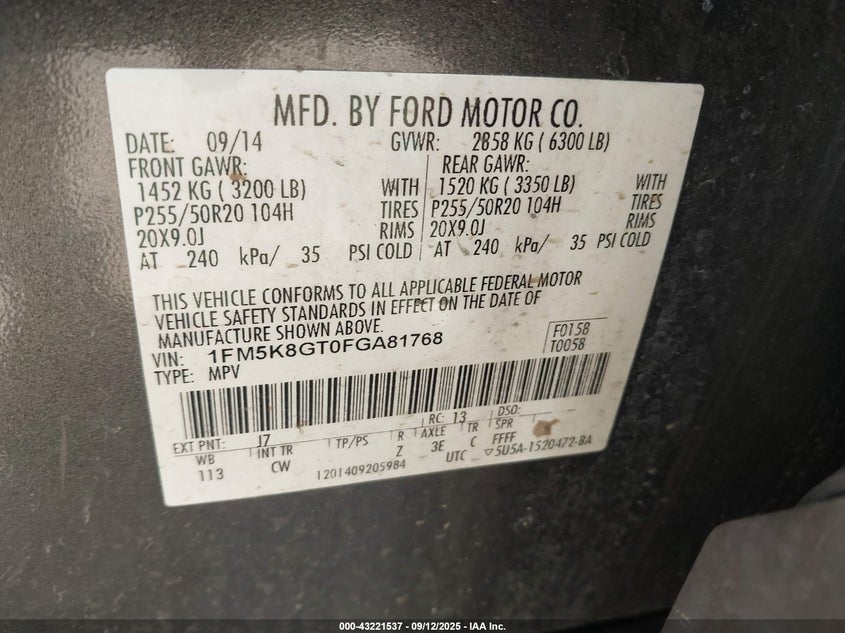 MFD. BY FORD MOTOR CO.
DATE: 09/14 GVWR: 2858 KG ( 6300 LB)
FRONT GAWR: REAR GAWR:
1452 KG ( 3200 LB) WITH 1520 KG ( 3350 LB) WITH
P255/50R20 104H TIRES P255/50R20 104H TIRES
20X9.0J RIMS 20X9.0J RIMS
AT 240 kPa/ 35 PSI COLD AT 240 kPa/ 35 PSI COLD
THIS VEHICLE CONFORMS TO ALL APPLICABLE FEDERAL MOTOR
VEHICLE SAFETY STANDARDS IN EFFECT ON THE DATE OF
MANUFACTURE SHOWN ABOVE.
VIN: 1FM5K8GT0FGA81768 F0158
TYPE: MPV T0058
RC: 13 DSO:
EXT PNT: J7
WB INT TR TP/PS R AXLE TR SPR
113 CW Z 3E C FFFF
1201409205984 UTC ▽5U5A-1520472-BA
000-43221537 - 09/12/2025 - IAA Inc.